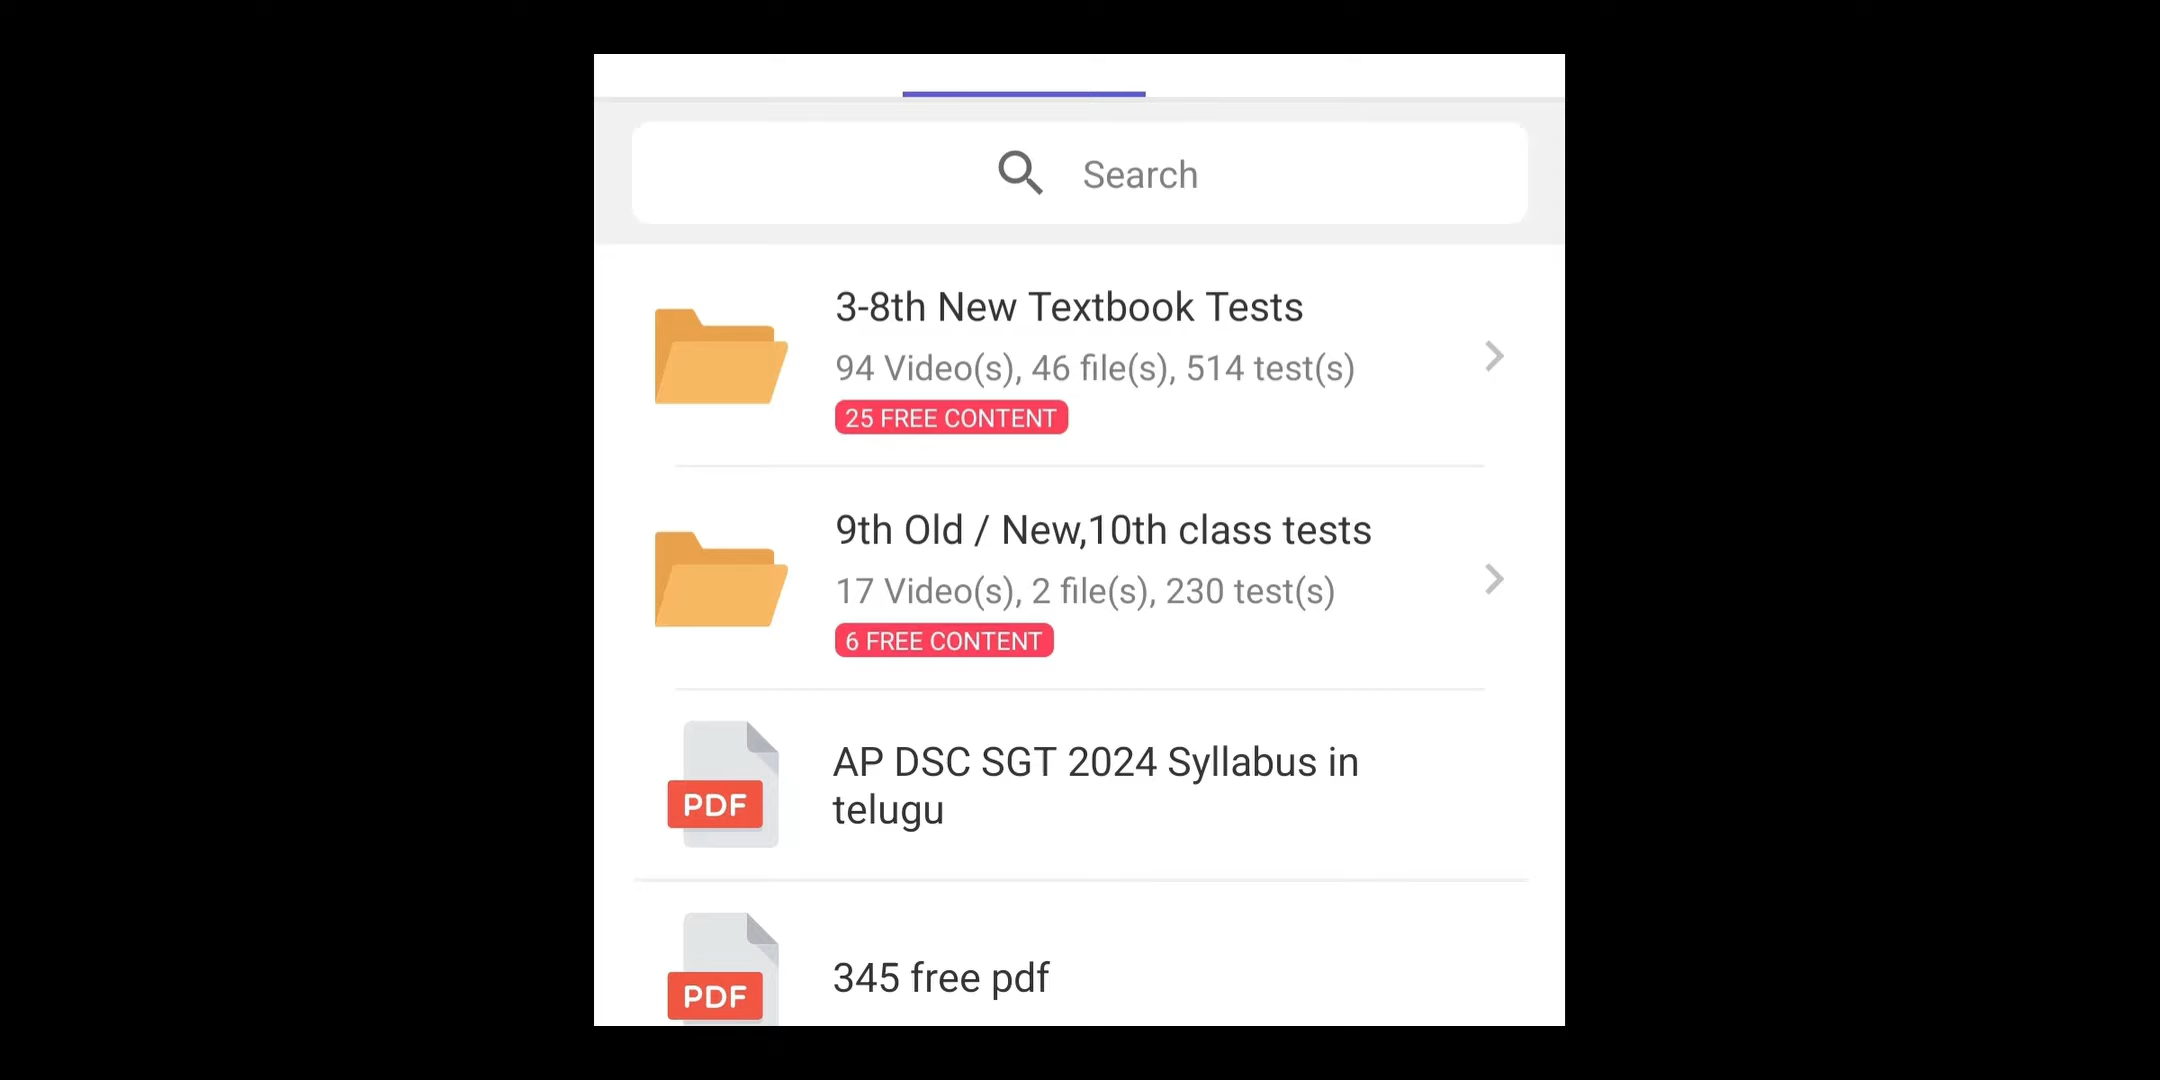 Search
3-8th New Textbook Tests
94 Video(s), 46 file(s), 514 test(s)
25 FREE CONTENT
9th Old / New,10th class tests
17 Video(s), 2 file(s), 230 test(s)
6 FREE CONTENT
PDF
AP DSC SGT 2024 Syllabus in
telugu
PDF
345 free pdf